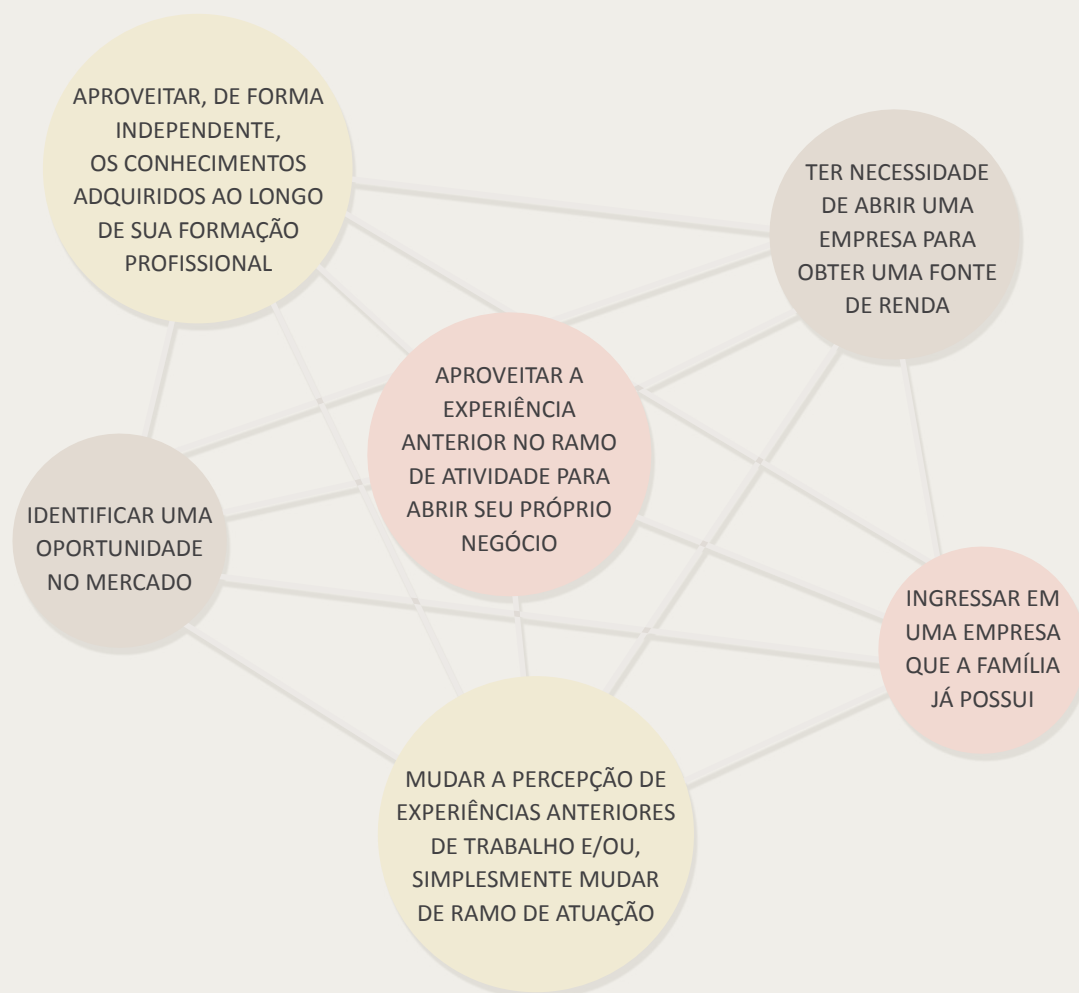 APROVEITAR, DE FORMA
INDEPENDENTE,
OS CONHECIMENTOS
ADQUIRIDOS AO LONGO
DE SUA FORMAÇÃO
PROFISSIONAL
TER NECESSIDADE
DE ABRIR UMA
EMPRESA PARA
OBTER UMA FONTE
DE RENDA
APROVEITAR A
EXPERIÊNCIA
ANTERIOR NO RAMO
DE ATIVIDADE PARA
ABRIR SEU PRÓPRIO
NEGÓCIO
IDENTIFICAR UMA
OPORTUNIDADE
NO MERCADO
INGRESSAR EM
UMA EMPRESA
QUE A FAMÍLIA
JÁ POSSUI
MUDAR A PERCEPÇÃO DE
EXPERIÊNCIAS ANTERIORES
DE TRABALHO E/OU,
SIMPLESMENTE MUDAR
DE RAMO DE ATUAÇÃO